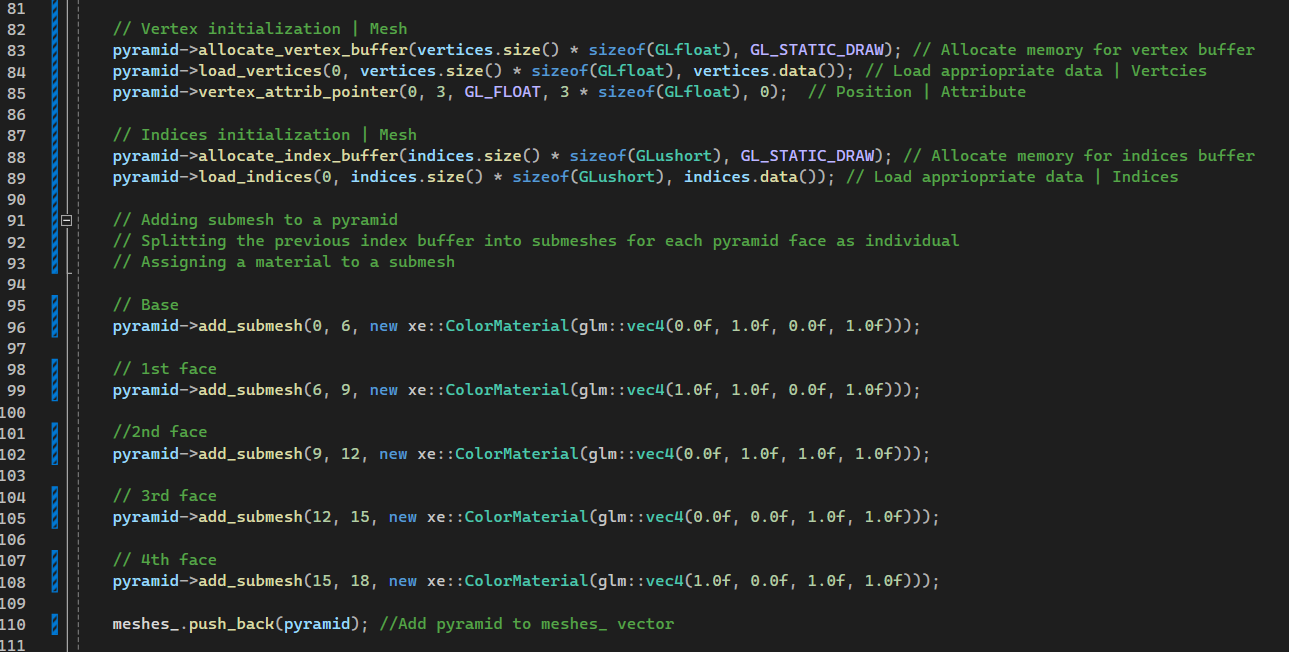 81
82 // Vertex initialization | Mesh
83 pyramid->allocate_vertex_buffer(vertices.size() * sizeof(GLfloat), GL_STATIC_DRAW); // Allocate memory for vertex buffer
84 pyramid->load_vertices(0, vertices.size() * sizeof(GLfloat), vertices.data()); // Load appriopriate data | Vertcies
85 pyramid->vertex_attrib_pointer(0, 3, GL_FLOAT, 3 * sizeof(GLfloat), 0);  // Position | Attribute
86
87 // Indices initialization | Mesh
88 pyramid->allocate_index_buffer(indices.size() * sizeof(GLushort), GL_STATIC_DRAW); // Allocate memory for indices buffer
89 pyramid->load_indices(0, indices.size() * sizeof(GLushort), indices.data()); // Load appriopriate data | Indices
90
91 // Adding submesh to a pyramid
92 // Splitting the previous index buffer into submeshes for each pyramid face as individual
93 // Assigning a material to a submesh
94
95 // Base
96 pyramid->add_submesh(0, 6, new xe::ColorMaterial(glm::vec4(0.0f, 1.0f, 0.0f, 1.0f)));
97
98 // 1st face
99 pyramid->add_submesh(6, 9, new xe::ColorMaterial(glm::vec4(1.0f, 1.0f, 0.0f, 1.0f)));
100
101 //2nd face
102 pyramid->add_submesh(9, 12, new xe::ColorMaterial(glm::vec4(0.0f, 1.0f, 1.0f, 1.0f)));
103
104 // 3rd face
105 pyramid->add_submesh(12, 15, new xe::ColorMaterial(glm::vec4(0.0f, 0.0f, 1.0f, 1.0f)));
106
107 // 4th face
108 pyramid->add_submesh(15, 18, new xe::ColorMaterial(glm::vec4(1.0f, 0.0f, 1.0f, 1.0f)));
109
110 meshes_.push_back(pyramid); //Add pyramid to meshes_ vector
111